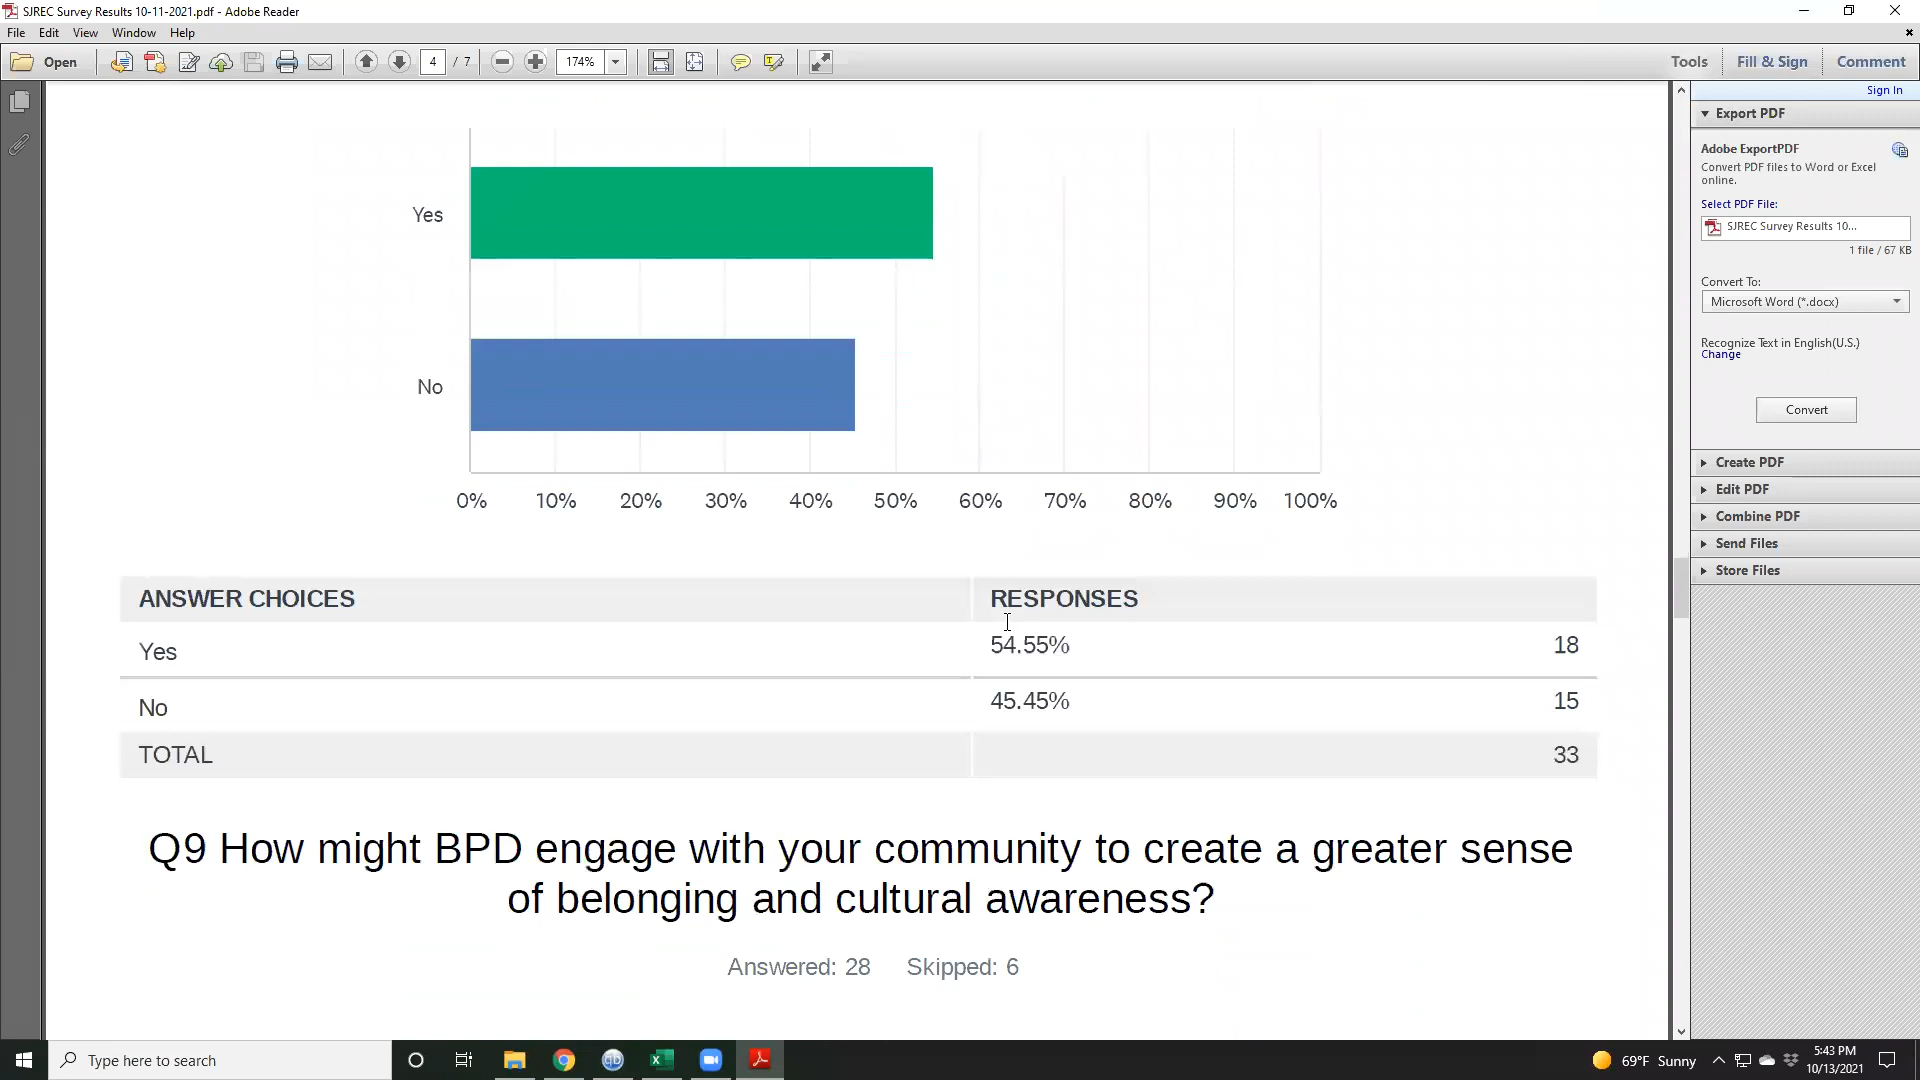 SJREC Survey Results 10-11-2021.pdf - Adobe Reader
File Edit View Window Help
Open 4 / 7 174% Tools Fill & Sign Comment
Sign In
Export PDF
Adobe ExportPDF
Convert PDF files to Word or Excel
online.
Select PDF File:
SJREC Survey Results 10...
1 file / 67 KB
Convert To:
Microsoft Word (*.docx)
Recognize Text in English(U.S.)
Change
Convert
Create PDF
Edit PDF
Combine PDF
Send Files
Store Files
Yes
No
0% 10% 20% 30% 40% 50% 60% 70% 80% 90% 100%
ANSWER CHOICES RESPONSES
Yes 54.55% 18
No 45.45% 15
TOTAL 33
Q9 How might BPD engage with your community to create a greater sense
of belonging and cultural awareness?
Answered: 28 Skipped: 6
Type here to search
69°F Sunny
5:43 PM
10/13/2021